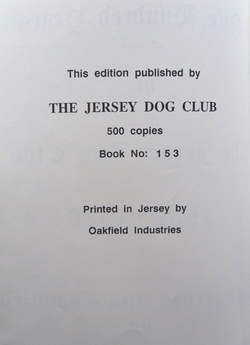 This edition published by
THE JERSEY DOG CLUB
500 copies
Book No: 153
Printed in Jersey by
Oakfield Industries